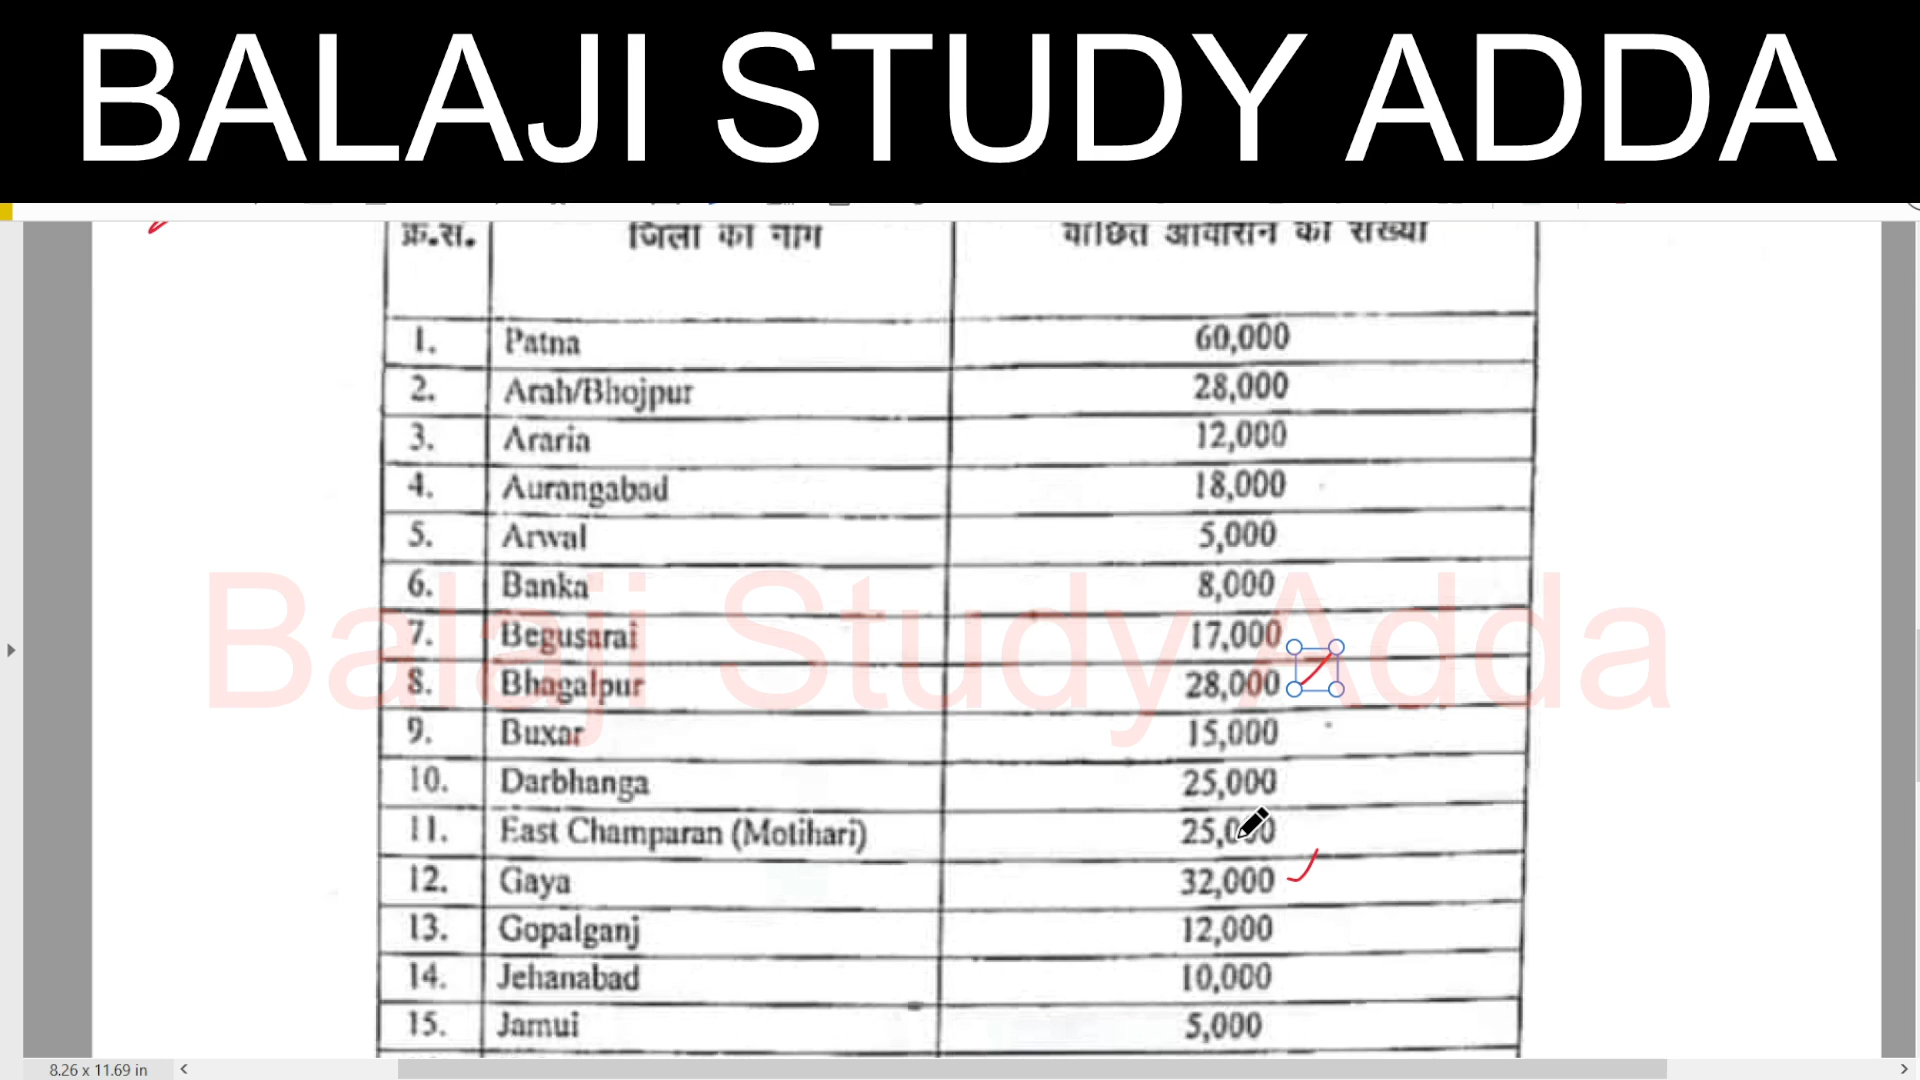 BALAJI STUDY ADDA
क्र.सं. जिला का नाम वांछित आवासन की संख्या
1. Patna 60,000
2. Arah/Bhojpur 28,000
3. Araria 12,000
4. Aurangabad 18,000
5. Arwal 5,000
6. Banka 8,000
7. Begusarai 17,000
8. Bhagalpur 28,000
9. Buxar 15,000
10. Darbhanga 25,000
11. East Champaran (Motihari) 25,000
12. Gaya 32,000
13. Gopalganj 12,000
14. Jehanabad 10,000
15. Jamui 5,000
Balaji Study Adda
8.26 x 11.69 in